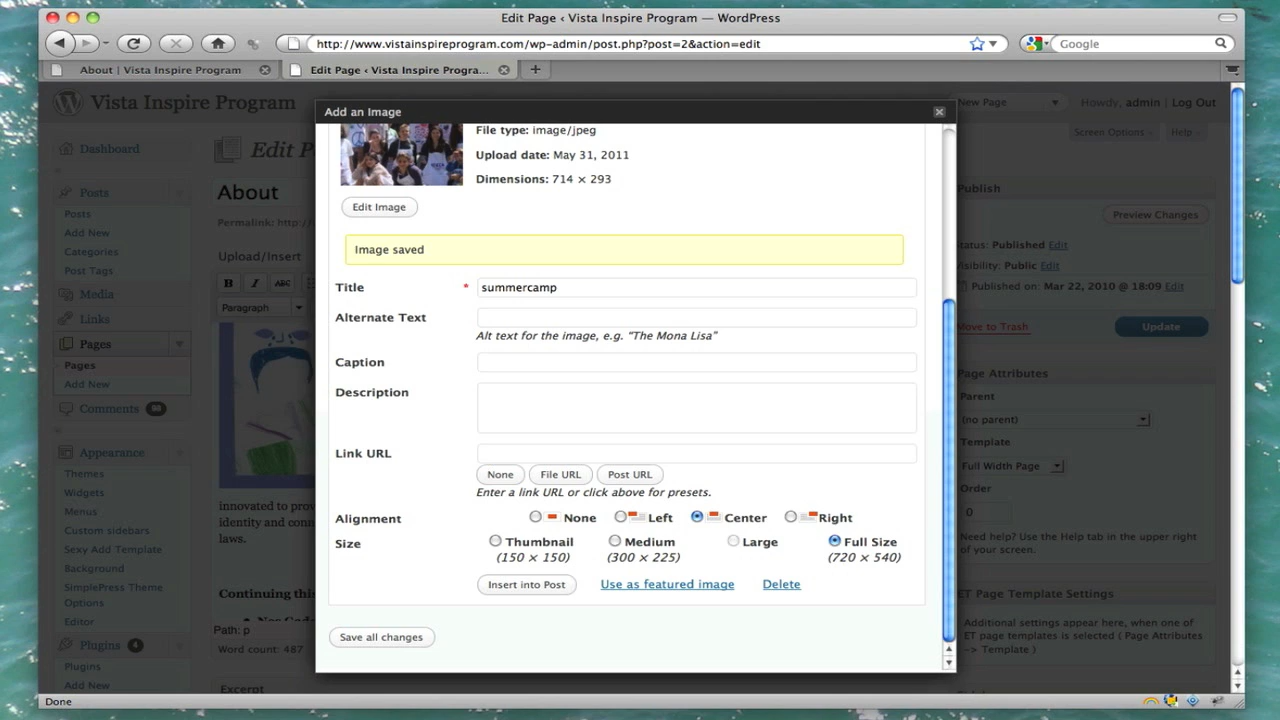 Edit Page ‹ Vista Inspire Program — WordPress
http://www.vistainspireprogram.com/wp-admin/post.php?post=2&action=edit
Google
About | Vista Inspire Program
Edit Page ‹ Vista Inspire Progra...
Vista Inspire Program
New Page
Howdy, admin | Log Out
Add an Image
Screen Options
Help
Dashboard
Edit P
File type: image/jpeg
Upload date: May 31, 2011
Dimensions: 714 × 293
Edit Image
Posts
Posts
Add New
Categories
Post Tags
Media
Links
Pages
Pages
Add New
Comments
Appearance
Themes
Widgets
Menus
Custom sidebars
Sexy Add Template
Background
SimplePress Theme
Options
Editor
Plugins 4
Plugins
Add New
About
Permalink: http:/
Upload/Insert
B I ABC
Paragraph
innovated to prov
identity and conn
laws.
Continuing this
Path: p
Word count: 487
Excerpt
Image saved
Title * summercamp
Alternate Text
Alt text for the image, e.g. "The Mona Lisa"
Caption
Description
Link URL
None File URL Post URL
Enter a link URL or click above for presets.
Alignment None Left Center Right
Size Thumbnail Medium Large Full Size
(150 × 150) (300 × 225) (720 × 540)
Insert into Post Use as featured image Delete
Save all changes
Publish
Preview Changes
Status: Published Edit
Visibility: Public Edit
Published on: Mar 22, 2010 @ 18:09 Edit
Move to Trash
Update
Page Attributes
Parent
(no parent)
Template
Full Width Page
Order
0
Need help? Use the Help tab in the upper right
of your screen.
ET Page Template Settings
Additional settings appear here, when one of
ET page templates is selected ( Page Attributes
-> Template )
Done